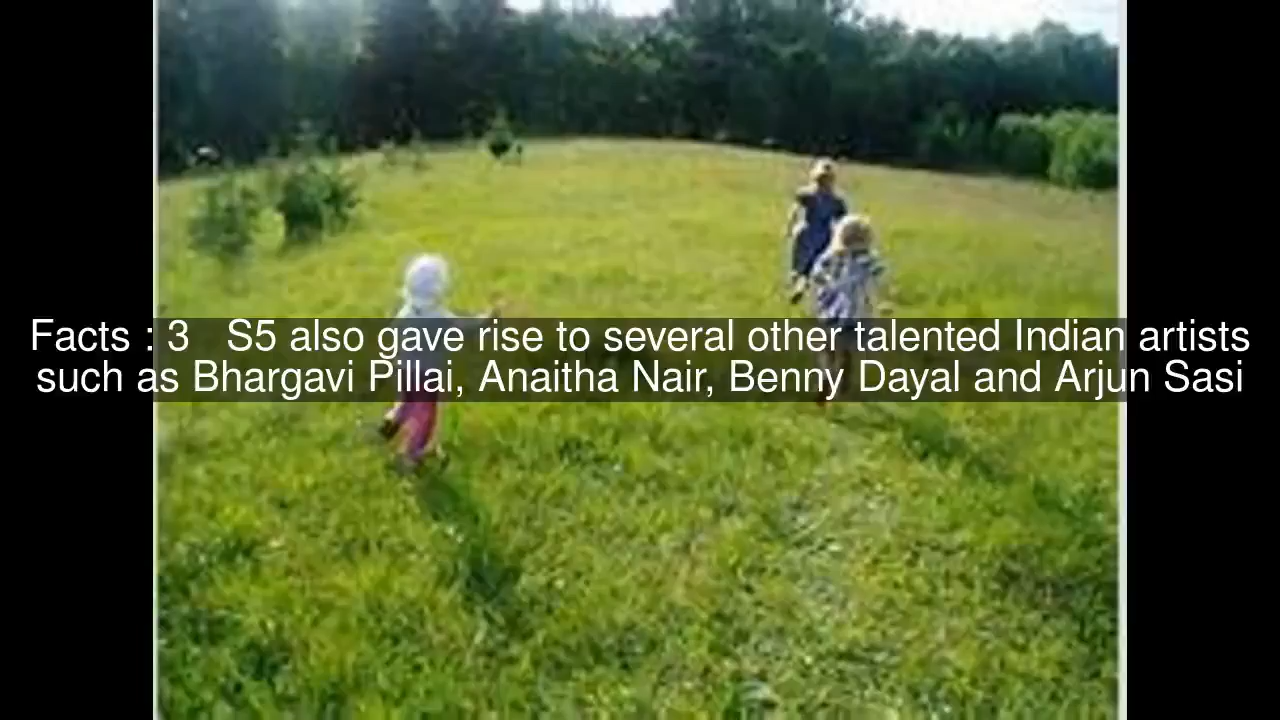 Facts : 3   S5 also gave rise to several other talented Indian artists
such as Bhargavi Pillai, Anaitha Nair, Benny Dayal and Arjun Sasi